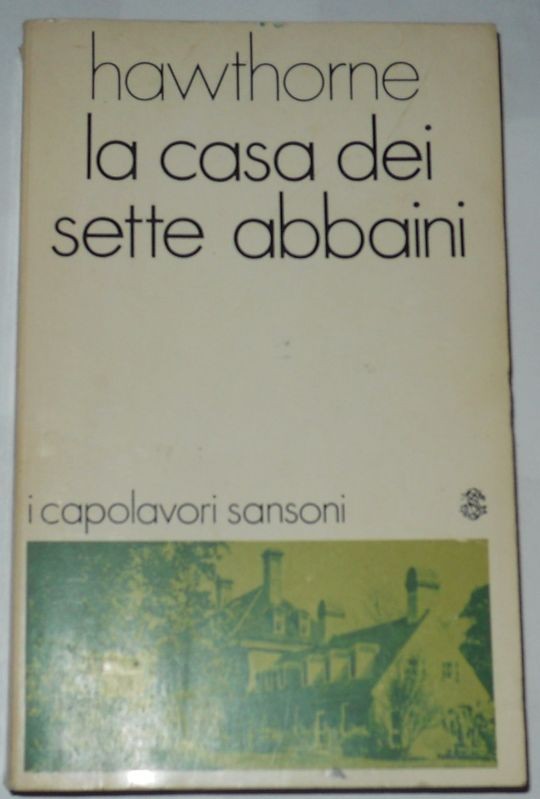 hawthorne
la casa dei
sette abbaini
i capolavori sansoni